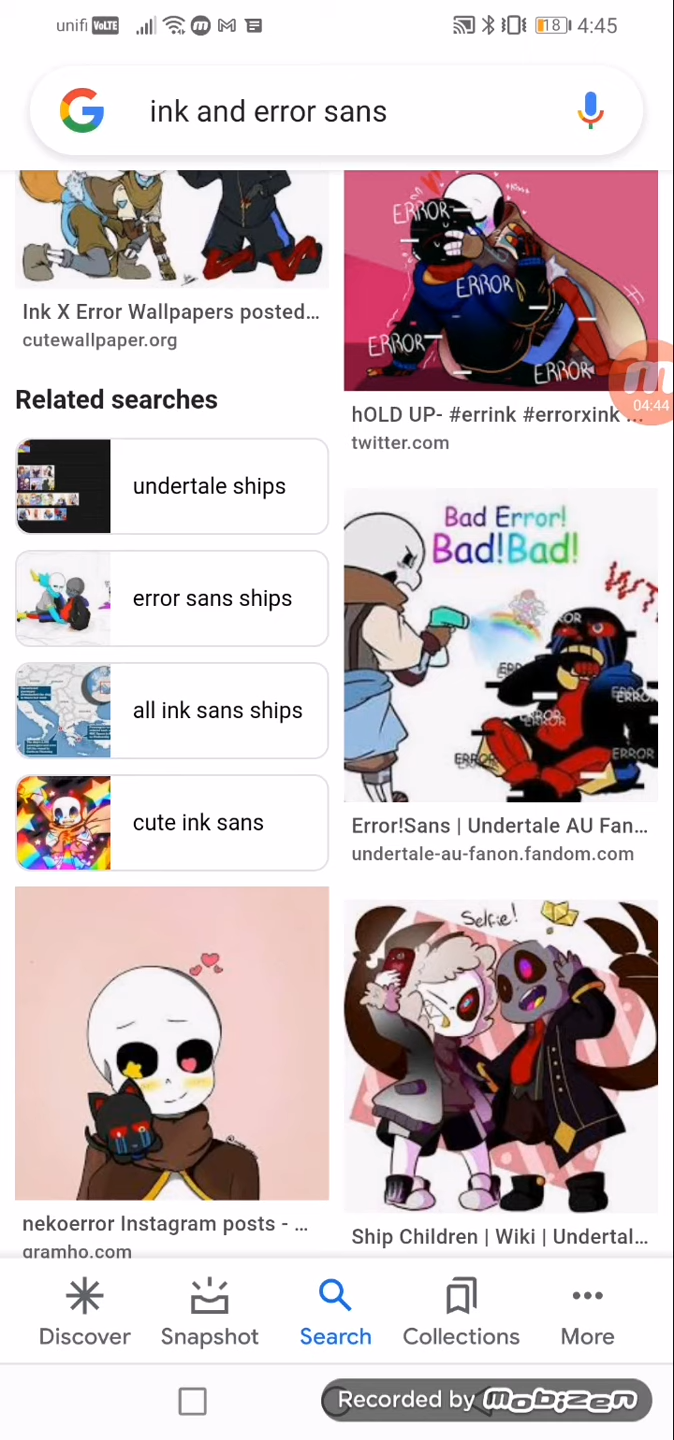 unifi VoLTE 18 4:45
ink and error sans
Ink X Error Wallpapers posted...
cutewallpaper.org
Related searches
undertale ships
error sans ships
all ink sans ships
cute ink sans
nekoerror Instagram posts - ...
gramho.com
ERROR
ERROR
ERROR
ERROR
04:44
hOLD UP- #errink #errorxink ...
twitter.com
Bad Error!
Bad!Bad!
ERROR
ERROR
ERROR
Error!Sans | Undertale AU Fan...
undertale-au-fanon.fandom.com
Selfie!
Ship Children | Wiki | Undertal...
Discover Snapshot Search Collections More
Recorded by mobizen